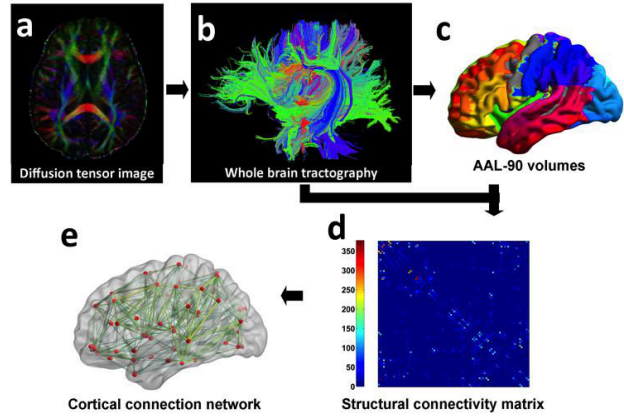 a
b
c
Diffusion tensor image
Whole brain tractography
AAL-90 volumes
e
d
350
300
250
200
150
100
50
0
Cortical connection network
Structural connectivity matrix